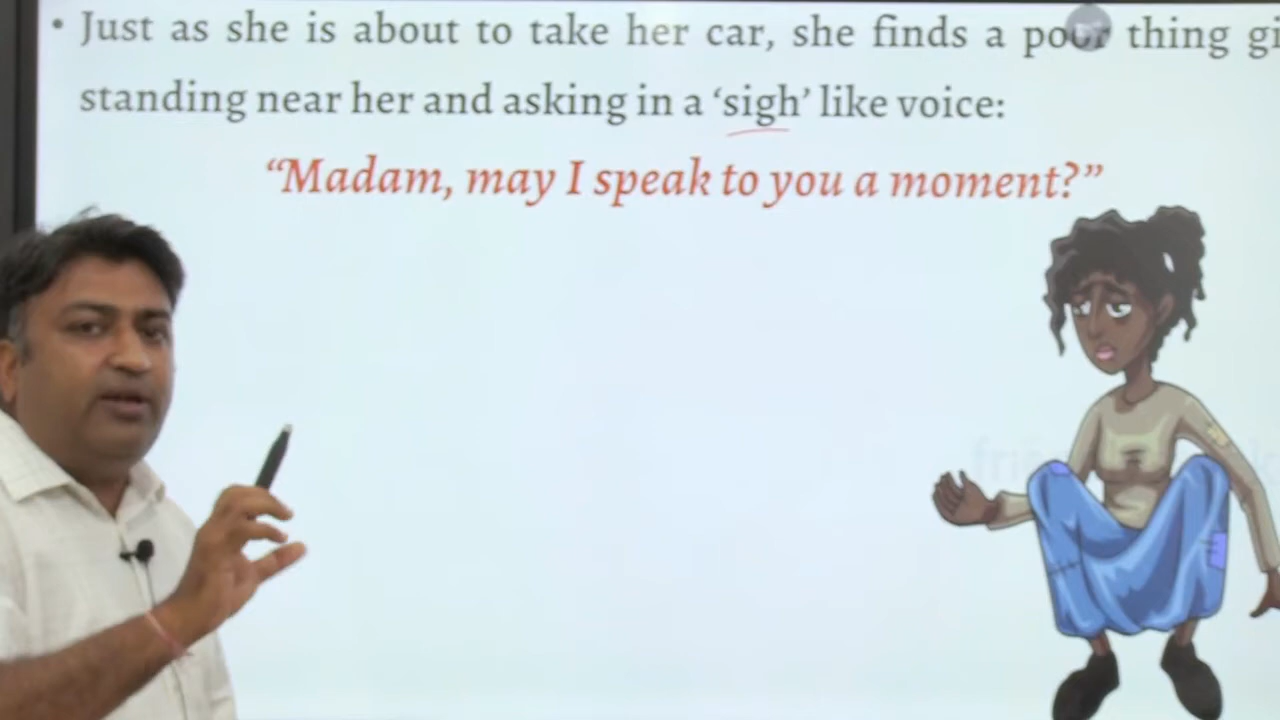 • Just as she is about to take her car, she finds a poor thing
standing near her and asking in a ‘sigh’ like voice:
“Madam, may I speak to you a moment?”